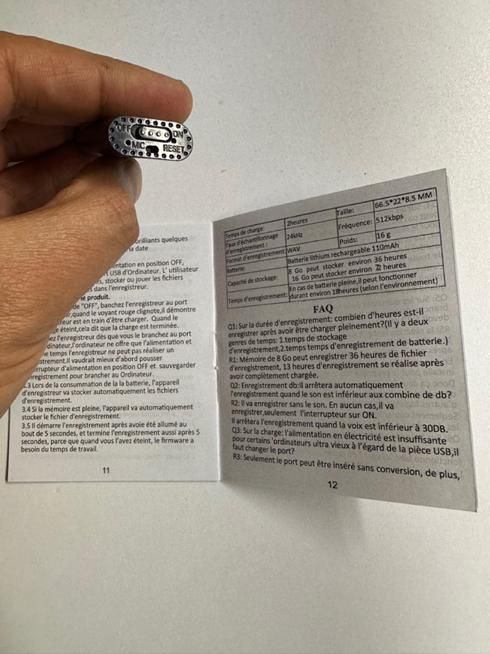 OFF ON
MIC RESET
brillants quelques
la date
entation en position OFF,
USB d'Ordinateur. L' utilisateur
s, stocker ou jouer les fichiers
dans l'enregistreur.
e produit.
de "OFF", banchez l'enregistreur au port
,quand le voyant rouge clignote,il démontre
eur est en train d'être charger. Quand le
e éteint,cela dit que la charge est terminée.
ez l'enregistreur dès que vous le branchez au port
dinateur,l'ordinateur ne offre que l'alimentation et
e temps l'enregistreur ne peut pas réaliser un
strement.il vaudrait mieux d'abord pousser
errupteur d'alimentation en position OFF et sauvegarder
registrement pour brancher au Ordinateur.
3.3 Lors de la consommation de la la batterie, l'appareil
d'enregistreur va stocker automatiquement les fichiers
d'enregistrement.
3.4 Si la mémoire est pleine, l'appareil va automatiquement
stocker le fichier d'enregistrement.
3.5 Il démarre l'enregistrement après avoie été allumé au
bout de 5 secondes, et termine l'enregistrement aussi après 5
secondes, parce que quand vous l'avez éteint, le firmware a
besoin du temps de travail.
11
Temps de charge: 2heures Taille: 66.5*22*8.5 MM
Taux d'échantillonnage d'enregistrement : 24kHz Fréquence: 512kbps
Format d'enregistrement WAV Poids: 16 g
Batterie: Batterie lithium rechargeable 110mAh
Capacité de stockage: 8 Go peut stocker environ 36 heures
16 Go peut stocker environ 72 heures
Temps d'enregistrement: En cas de batterie pleine,il peut fonctionner
durant environ 18heures (selon l'environnement)
FAQ
Q1: Sur la durée d'enregistrement: combien d'heures est-il
enregistrer après avoir être charger pleinement?(Il y a deux
genres de temps: 1.temps de stockage
d'enregistrement,2.temps temps d'enregistrement de batterie.)
R1: Mémoire de 8 Go peut enregistrer 36 heures de fichier
d'enregistrement, 13 heures d'enregistrement se réalise après
avoir complètement chargée.
Q2: Enregistrement db:il arrêtera automatiquement
l'enregistrement quand le son est inférieur aux combine de db?
R2: Il va enregistrer sans le son. En aucun cas,il va
enregistrer,seulement l'interrupteur sur ON.
Il arrêtera l'enregistrement quand la voix est inférieur à 30DB.
Q3: Sur la charge: l'alimentation en électricité est insuffisante
pour certains 'ordinateurs ultra vieux à l'égard de la pièce USB,il
faut charger le port?
R3: Seulement le port peut être inséré sans conversion, de plus,
12